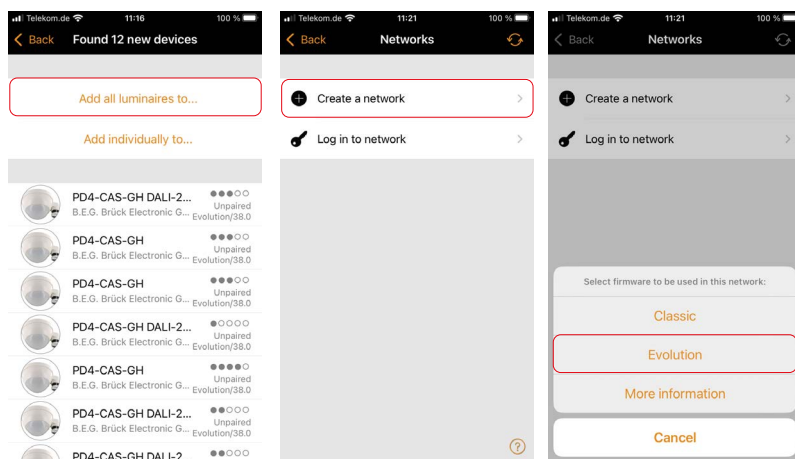 Telekom.de 11:16 100 %
Back Found 12 new devices
Add all luminaires to...
Add individually to...
PD4-CAS-GH DALI-2...
B.E.G. Brück Electronic G...
Unpaired
Evolution/38.0
PD4-CAS-GH
B.E.G. Brück Electronic G...
Unpaired
Evolution/38.0
PD4-CAS-GH
B.E.G. Brück Electronic G...
Unpaired
Evolution/38.0
PD4-CAS-GH DALI-2...
B.E.G. Brück Electronic G...
Unpaired
Evolution/38.0
PD4-CAS-GH
B.E.G. Brück Electronic G...
Unpaired
Evolution/38.0
PD4-CAS-GH DALI-2...
B.E.G. Brück Electronic G...
Unpaired
Evolution/38.0
PD4-CAS-GH DALI-2
Telekom.de 11:21 100 %
Back Networks
Create a network
Log in to network
?
Telekom.de 11:21 100 %
Back Networks
Create a network
Log in to network
Select firmware to be used in this network:
Classic
Evolution
More information
Cancel